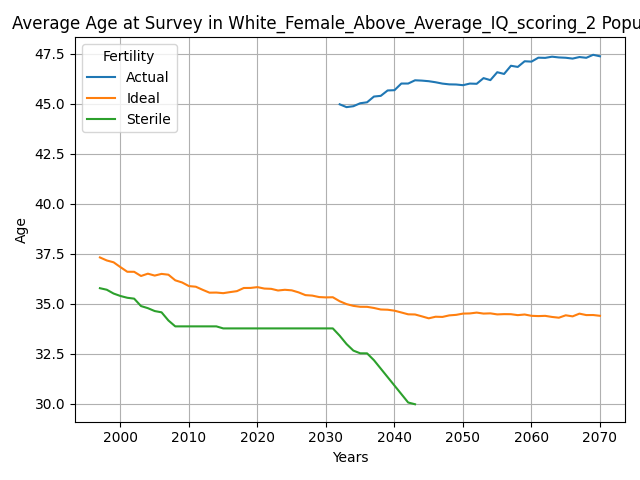 Average Age at Survey in White_Female_Above_Average_IQ_scoring_2 Popu
Fertility
Actual
Ideal
Sterile
47.5
45.0
42.5
40.0
37.5
35.0
32.5
30.0
Age
2000 2010 2020 2030 2040 2050 2060 2070
Years